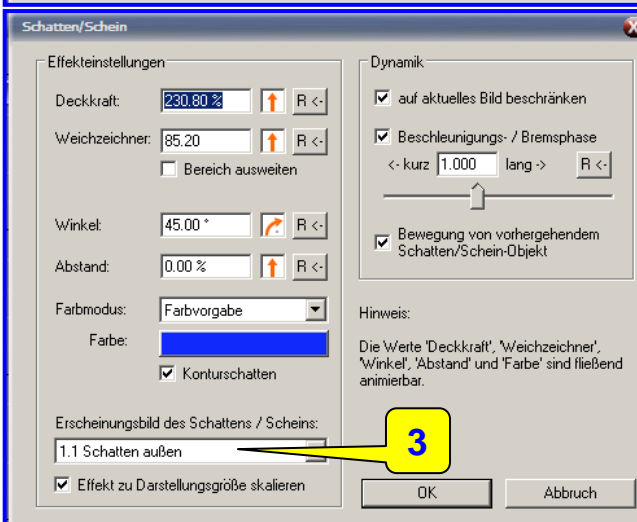 Schatten/Schein
Effekteinstellungen
Deckkraft: 230.80 % R <-
Weichzeichner: 85.20 R <-
Bereich ausweiten
Winkel: 45.00 ° R <-
Abstand: 0.00 % R <-
Farbmodus: Farbvorgabe
Farbe:
Konturschatten
Erscheinungsbild des Schattens / Scheins:
1.1 Schatten außen
Effekt zu Darstellungsgröße skalieren
Dynamik
auf aktuelles Bild beschränken
Beschleunigungs- / Bremsphase
<- kurz 1.000 lang -> R <-
Bewegung von vorhergehendem
Schatten/Schein-Objekt
Hinweis:
Die Werte 'Deckkraft', 'Weichzeichner',
'Winkel', 'Abstand' und 'Farbe' sind fließend
animierbar.
3
OK Abbruch